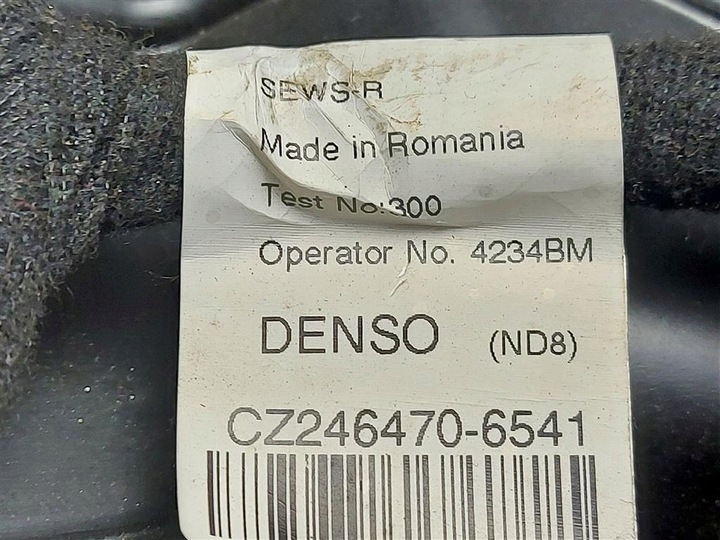 SEWS-R
Made in Romania
Test No:300
Operator No. 4234BM
DENSO (ND8)
CZ246470-6541